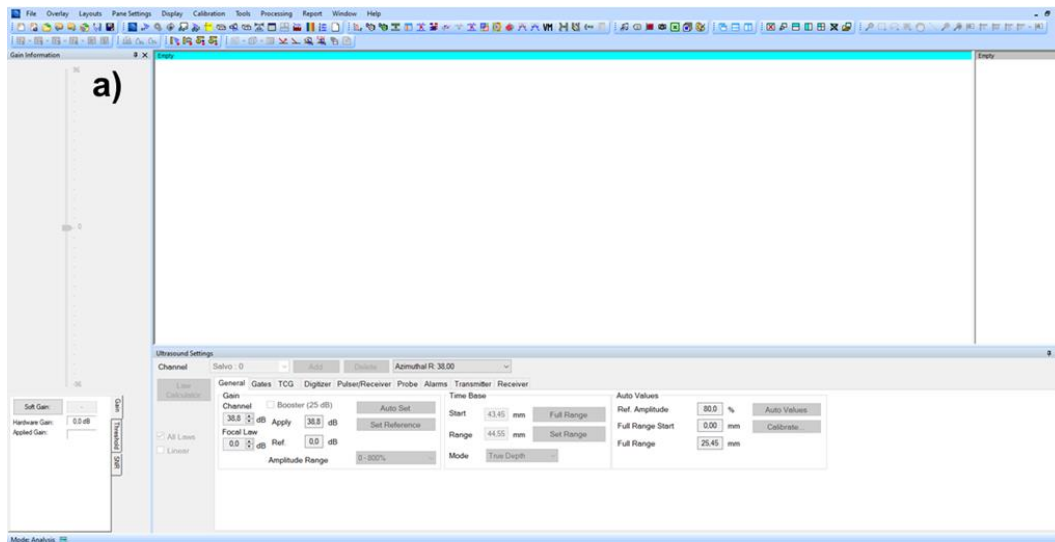 File Overlay Layouts Pane Settings Display Calibration Tools Processing Report Window Help
VM
Gain Information
Empty
Empty
a)
96
0
-96
Soft Gain:
-
Hardware Gain: 0,0 dB
Applied Gain:
Gain
Threshold
SNR
Ultrasound Settings
Channel Salvo : 0 Add Delete Azimuthal R: 38,00
Law Calculator
General Gates TCG Digitizer Pulser/Receiver Probe Alarms Transmitter Receiver
Gain
Channel Booster (25 dB) Auto Set
38,8 dB Apply 38,8 dB Set Reference
Focal Law
0,0 dB Ref. 0,0 dB
Amplitude Range 0 - 800%
All Laws
Linear
Time Base
Start 43,45 mm Full Range
Range 44,55 mm Set Range
Mode True Depth
Auto Values
Ref. Amplitude 80,0 % Auto Values
Full Range Start 0,00 mm Calibrate...
Full Range 25,45 mm
Mode: Analysis